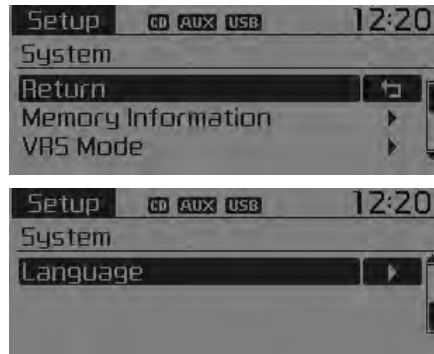 Setup CD AUX USB 12:20
System
Return
Memory Information
VRS Mode
Setup CD AUX USB 12:20
System
Language